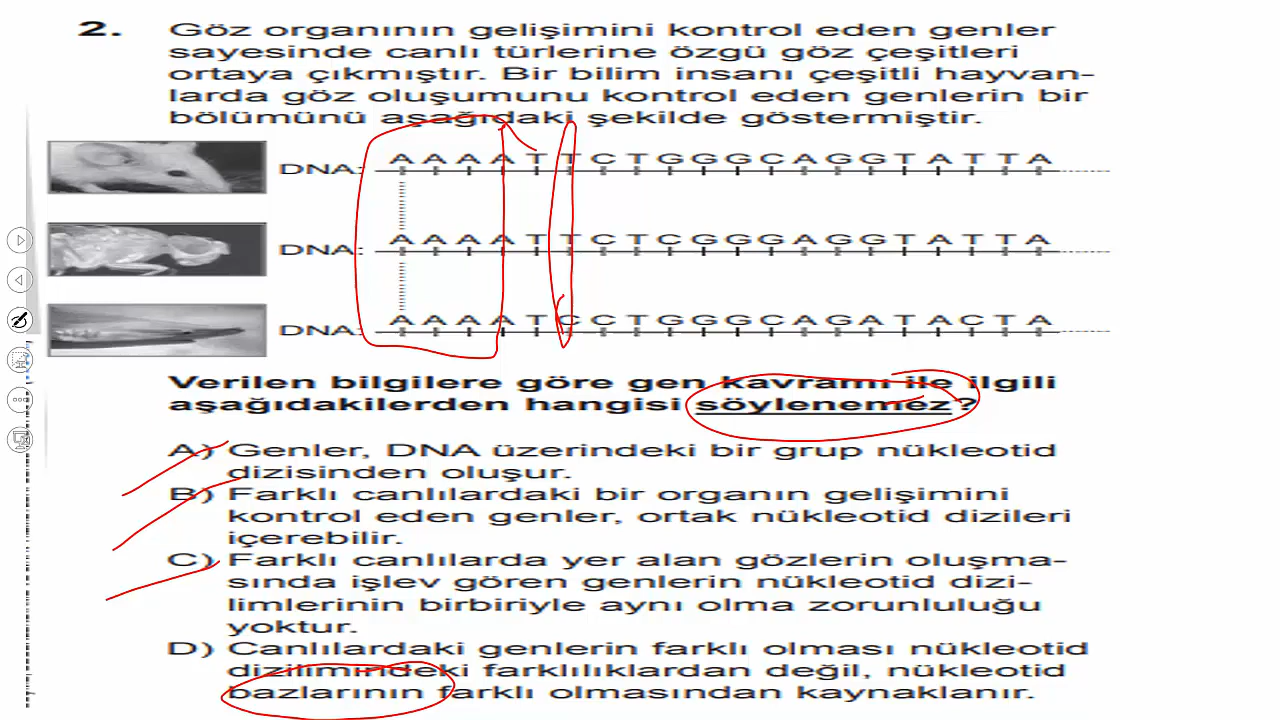 2. Göz organının gelişimini kontrol eden genler
sayesinde canlı türlerine özgü göz çeşitleri
ortaya çıkmıştır. Bir bilim insanı çeşitli hayvan-
larda göz oluşumunu kontrol eden genlerin bir
bölümünü aşağıdaki şekilde göstermiştir.
DNA: A A A A T T C T G G G C A G G T A T T A
DNA: A A A A T T C T C G G G A G G T A T T A
DNA: A A A A T C C T G G G C A G A T A C T A
Verilen bilgilere göre gen kavramı ile ilgili
aşağıdakilerden hangisi söylenemez?
A) Genler, DNA üzerindeki bir grup nükleotid
dizisinden oluşur.
B) Farklı canlılardaki bir organın gelişimini
kontrol eden genler, ortak nükleotid dizileri
içerebilir.
C) Farklı canlılarda yer alan gözlerin oluşma-
sında işlev gören genlerin nükleotid dizi-
limlerinin birbiriyle aynı olma zorunluluğu
yoktur.
D) Canlılardaki genlerin farklı olması nükleotid
dizilimindeki farklılıklardan değil, nükleotid
bazlarının farklı olmasından kaynaklanır.